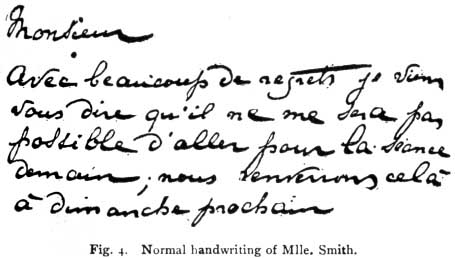 Monsieur
Avec beaucoup de regrets je viens
vous dire qu'il ne me sera pas
possible d'aller pour la séance
demain; nous renverrons celà
à dimanche prochain
Fig. 4. Normal handwriting of Mlle. Smith.